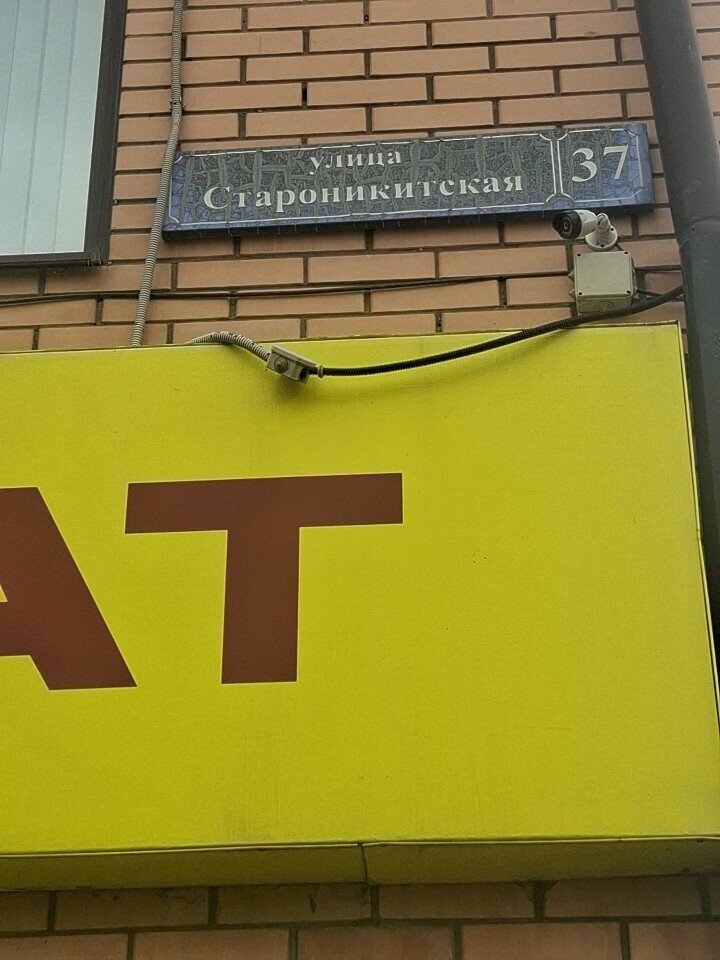 улица
Староникитская 37
АТ